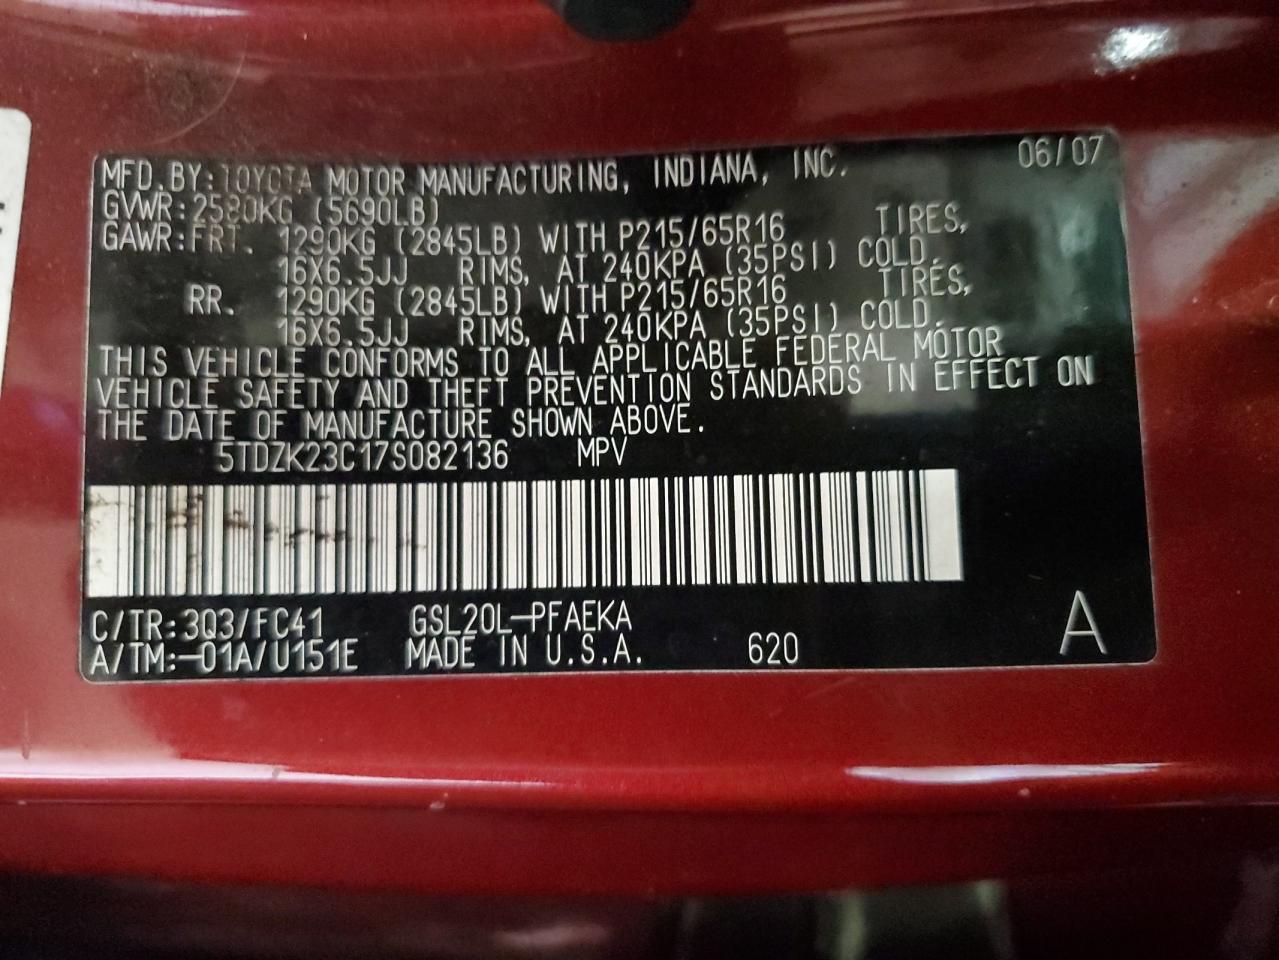 06/07
MFD.BY:TOYOTA MOTOR MANUFACTURING, INDIANA, INC.
GVWR:2580KG (5690LB)
GAWR:FRT. 1290KG (2845LB) WITH P215/65R16 TIRES,
16X6.5JJ RIMS, AT 240KPA (35PSI) COLD.
RR. 1290KG (2845LB) WITH P215/65R16 TIRES,
16X6.5JJ RIMS, AT 240KPA (35PSI) COLD.
THIS VEHICLE CONFORMS TO ALL APPLICABLE FEDERAL MOTOR
VEHICLE SAFETY AND THEFT PREVENTION STANDARDS IN EFFECT ON
THE DATE OF MANUFACTURE SHOWN ABOVE.
5TDZK23C17S082136 MPV
C/TR:3Q3/FC41 GSL20L-PFAEKA
A/TM:-01A/U151E MADE IN U.S.A. 620 A